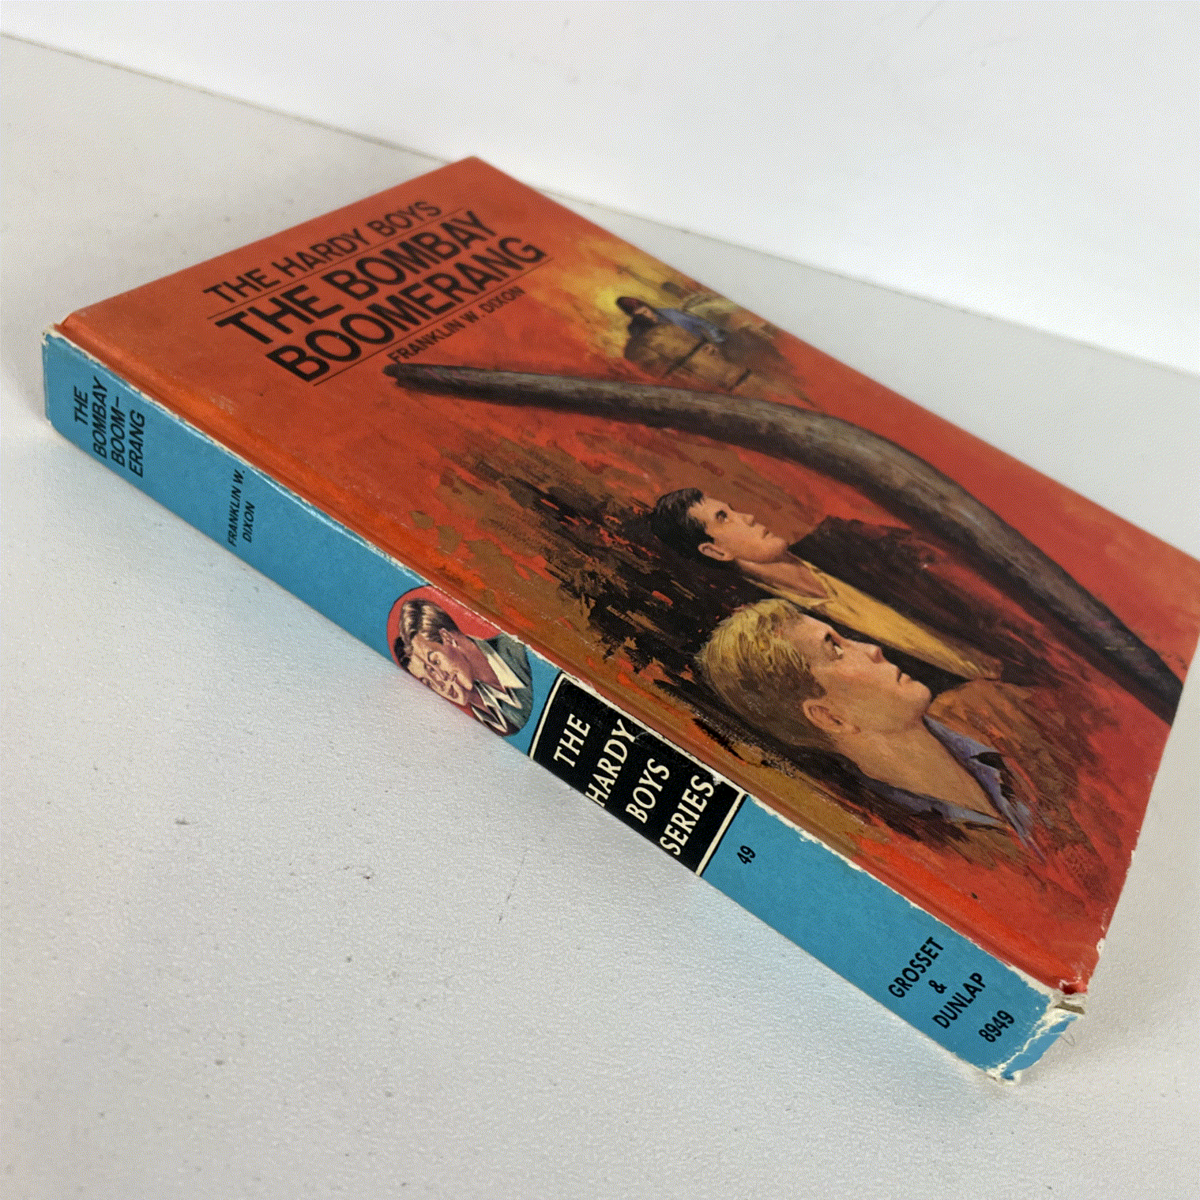 THE HARDY BOYS
THE BOMBAY
BOOMERANG
FRANKLIN W. DIXON
THE
BOMBAY
BOOM–
ERANG
FRANKLIN W.
DIXON
THE
HARDY
BOYS
SERIES
49
GROSSET
&
DUNLAP
8949